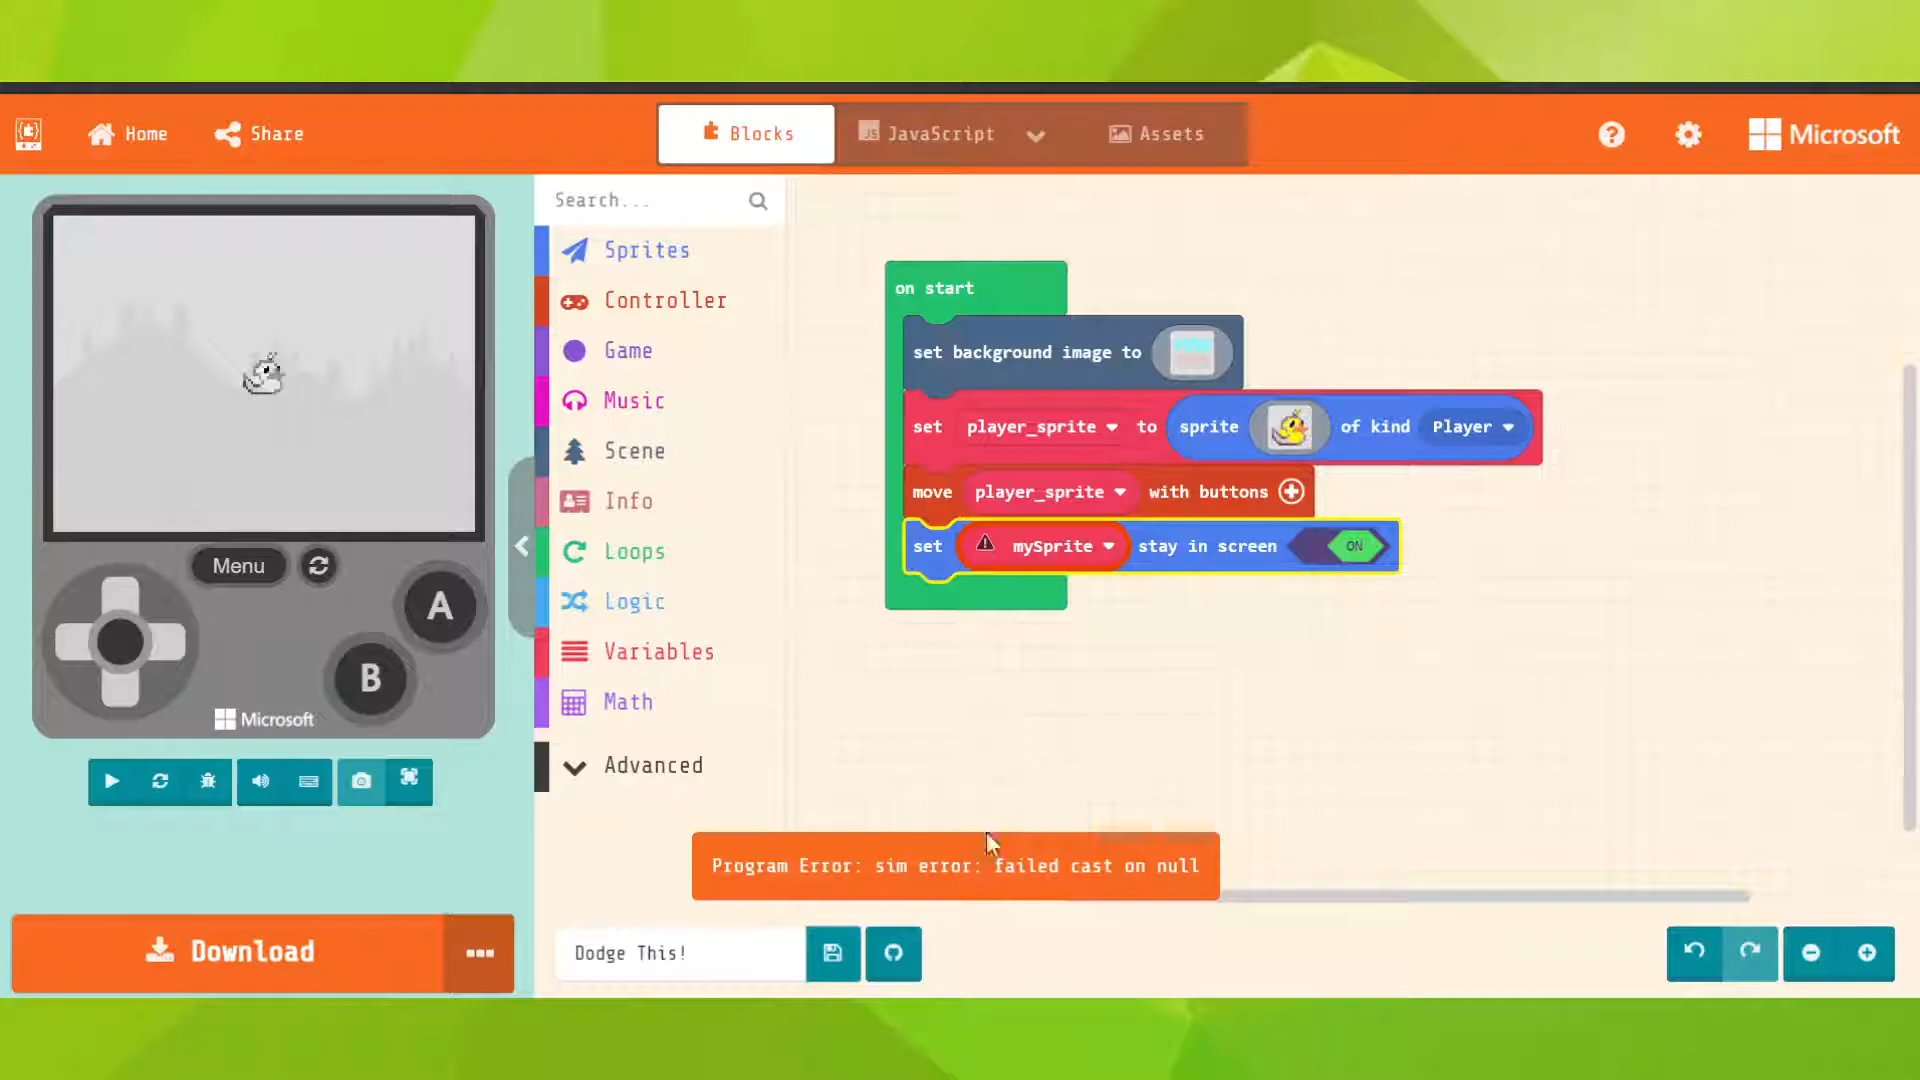 Home
Share
Blocks
JS JavaScript
Assets
Microsoft
Search...
Sprites
Controller
Game
Music
Scene
Info
Loops
Logic
Variables
Math
Advanced
on start
set background image to
set player_sprite to sprite of kind Player
move player_sprite with buttons
set mySprite stay in screen ON
Menu
A
B
Microsoft
Program Error: sim error: failed cast on null
Download
Dodge This!